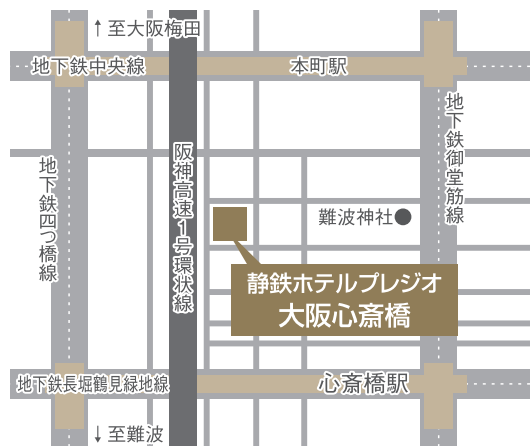 ↑至大阪梅田
地下鉄中央線
本町駅
地下鉄四つ橋線
阪神高速1号環状線
地下鉄御堂筋線
難波神社
静鉄ホテルプレジオ
大阪心斎橋
地下鉄長堀鶴見緑地線
心斎橋駅
↓至難波